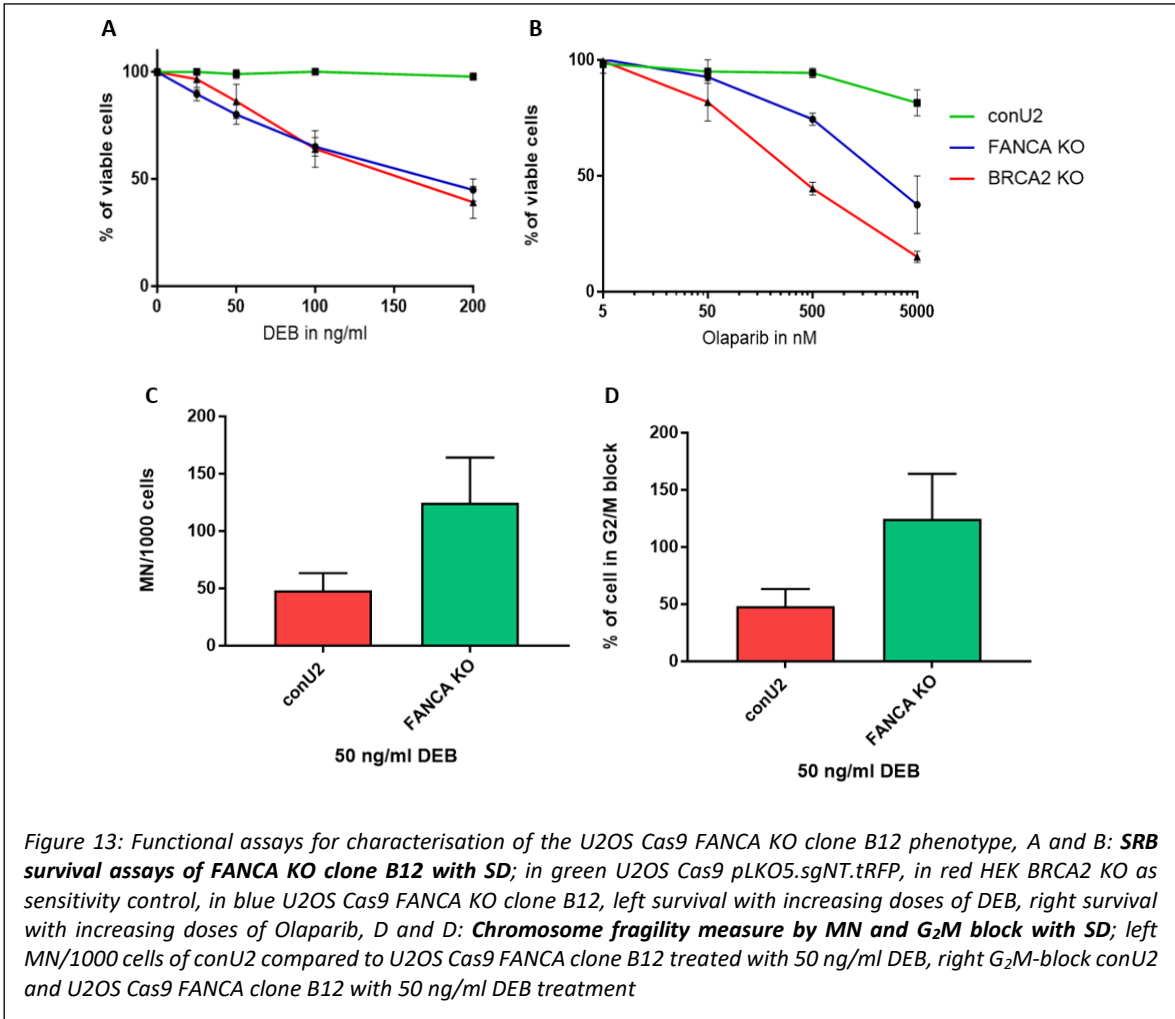 A
100
50
0
% of viable cells
0
50
100
150
200
DEB in ng/ml
B
100
50
0
% of viable cells
5
50
500
5000
Olaparib in nM
conU2
FANCA KO
BRCA2 KO
C
200
150
100
50
0
MN/1000 cells
conU2
FANCA KO
50 ng/ml DEB
D
200
150
100
50
0
% of cell in G2/M block
conU2
FANCA KO
50 ng/ml DEB
Figure 13: Functional assays for characterisation of the U2OS Cas9 FANCA KO clone B12 phenotype, A and B: SRB
survival assays of FANCA KO clone B12 with SD; in green U2OS Cas9 pLKO5.sgNT.tRFP, in red HEK BRCA2 KO as
sensitivity control, in blue U2OS Cas9 FANCA KO clone B12, left survival with increasing doses of DEB, right survival
with increasing doses of Olaparib, D and D: Chromosome fragility measure by MN and G₂M block with SD; left
MN/1000 cells of conU2 compared to U2OS Cas9 FANCA clone B12 treated with 50 ng/ml DEB, right G₂M-block conU2
and U2OS Cas9 FANCA clone B12 with 50 ng/ml DEB treatment